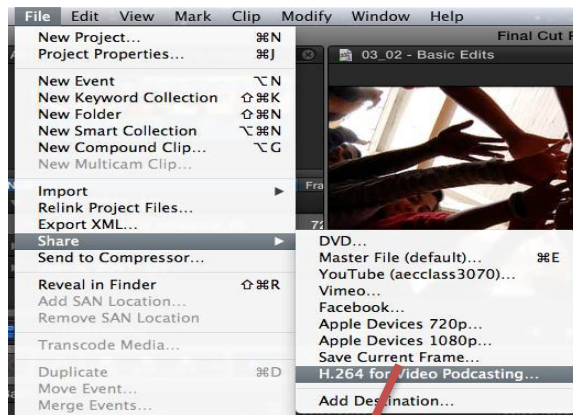 File Edit View Mark Clip Modify Window Help
Final Cut
New Project... ⌘N
Project Properties... ⌘J
03_02 - Basic Edits
New Event ⌥N
New Keyword Collection ⇧⌘K
New Folder ⇧⌘N
New Smart Collection ⌥⌘N
New Compound Clip... ⌥G
New Multicam Clip...
Import ▶
Relink Project Files...
Export XML...
Share ▶
Send to Compressor...
Reveal in Finder ⇧⌘R
Add SAN Location...
Remove SAN Location
Transcode Media...
Duplicate ⌘D
Move Event...
Merge Events...
DVD...
Master File (default)... ⌘E
YouTube (aecclass3070)...
Vimeo...
Facebook...
Apple Devices 720p...
Apple Devices 1080p...
Save Current Frame...
H.264 for Video Podcasting...
Add Destination...